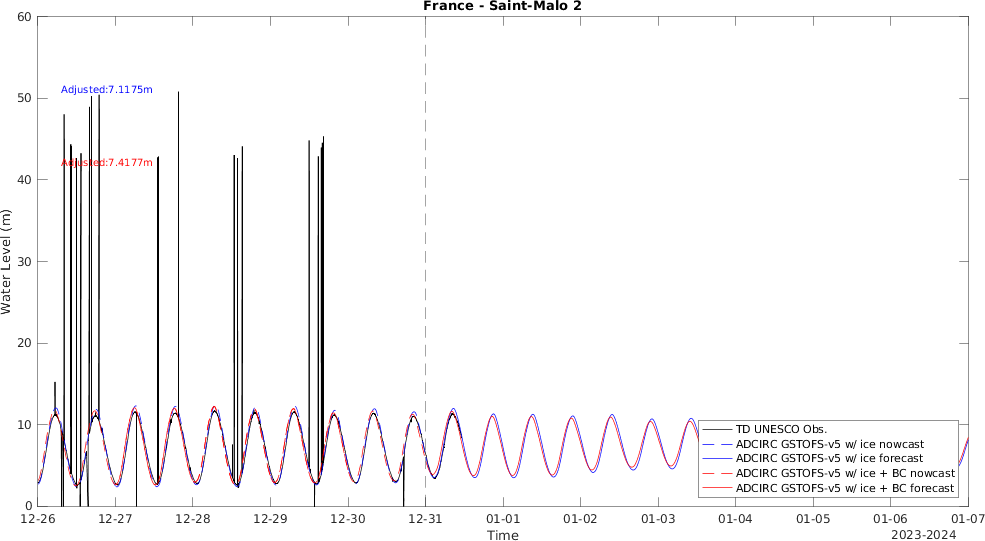 France - Saint-Malo 2
60
50
40
30
20
10
0
Water Level (m)
Adjusted:7.1175m
Adjusted:7.4177m
TD UNESCO Obs.
ADCIRC GSTOFS-v5 w/ ice nowcast
ADCIRC GSTOFS-v5 w/ ice forecast
ADCIRC GSTOFS-v5 w/ ice + BC nowcast
ADCIRC GSTOFS-v5 w/ ice + BC forecast
12-26 12-27 12-28 12-29 12-30 12-31 01-01 01-02 01-03 01-04 01-05 01-06 01-07
Time
2023-2024